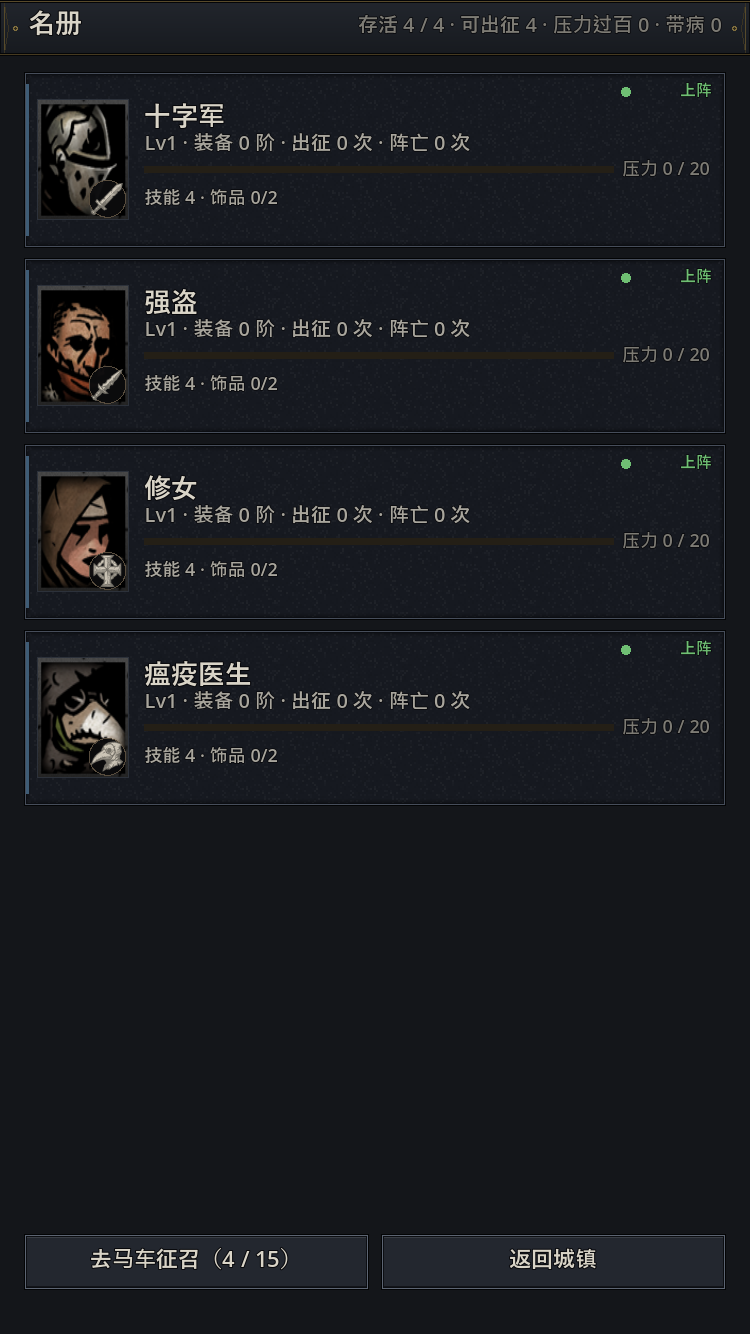 名册
存活 4 / 4 · 可出征 4 · 压力过百 0 · 带病 0
上阵
十字军
Lv1 · 装备 0 阶 · 出征 0 次 · 阵亡 0 次
压力 0 / 20
技能 4 · 饰品 0/2
上阵
强盗
Lv1 · 装备 0 阶 · 出征 0 次 · 阵亡 0 次
压力 0 / 20
技能 4 · 饰品 0/2
上阵
修女
Lv1 · 装备 0 阶 · 出征 0 次 · 阵亡 0 次
压力 0 / 20
技能 4 · 饰品 0/2
上阵
瘟疫医生
Lv1 · 装备 0 阶 · 出征 0 次 · 阵亡 0 次
压力 0 / 20
技能 4 · 饰品 0/2
去马车征召（4 / 15）
返回城镇